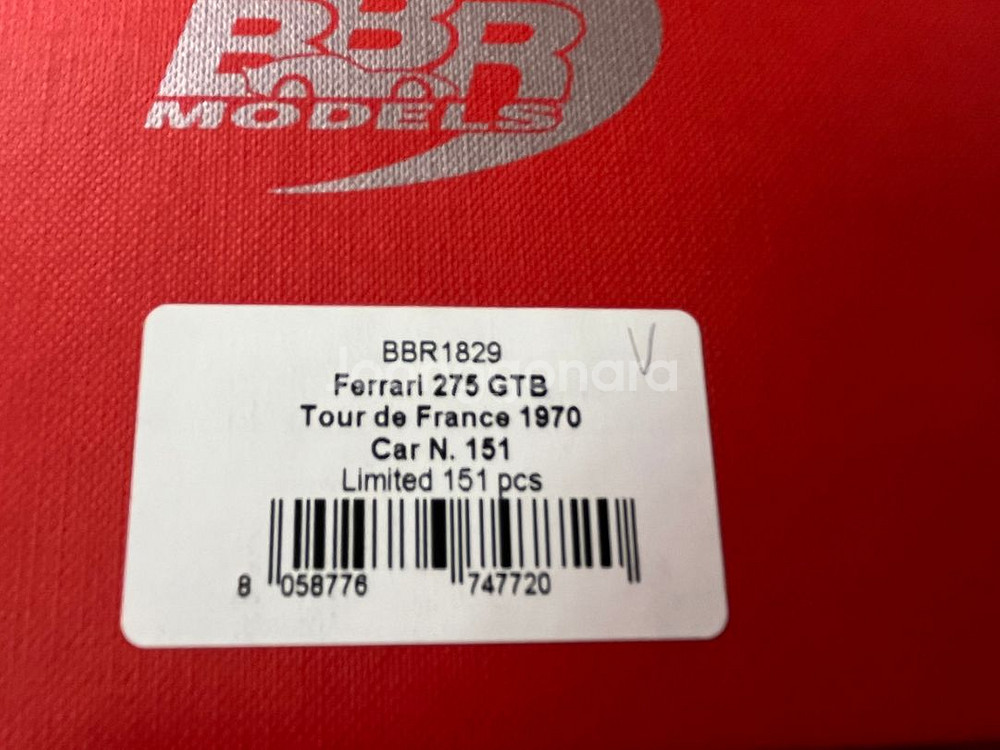 BBR
MODELS
V
BBR1829
Ferrari 275 GTB
Tour de France 1970
Car N. 151
Limited 151 pcs
8 058776 747720